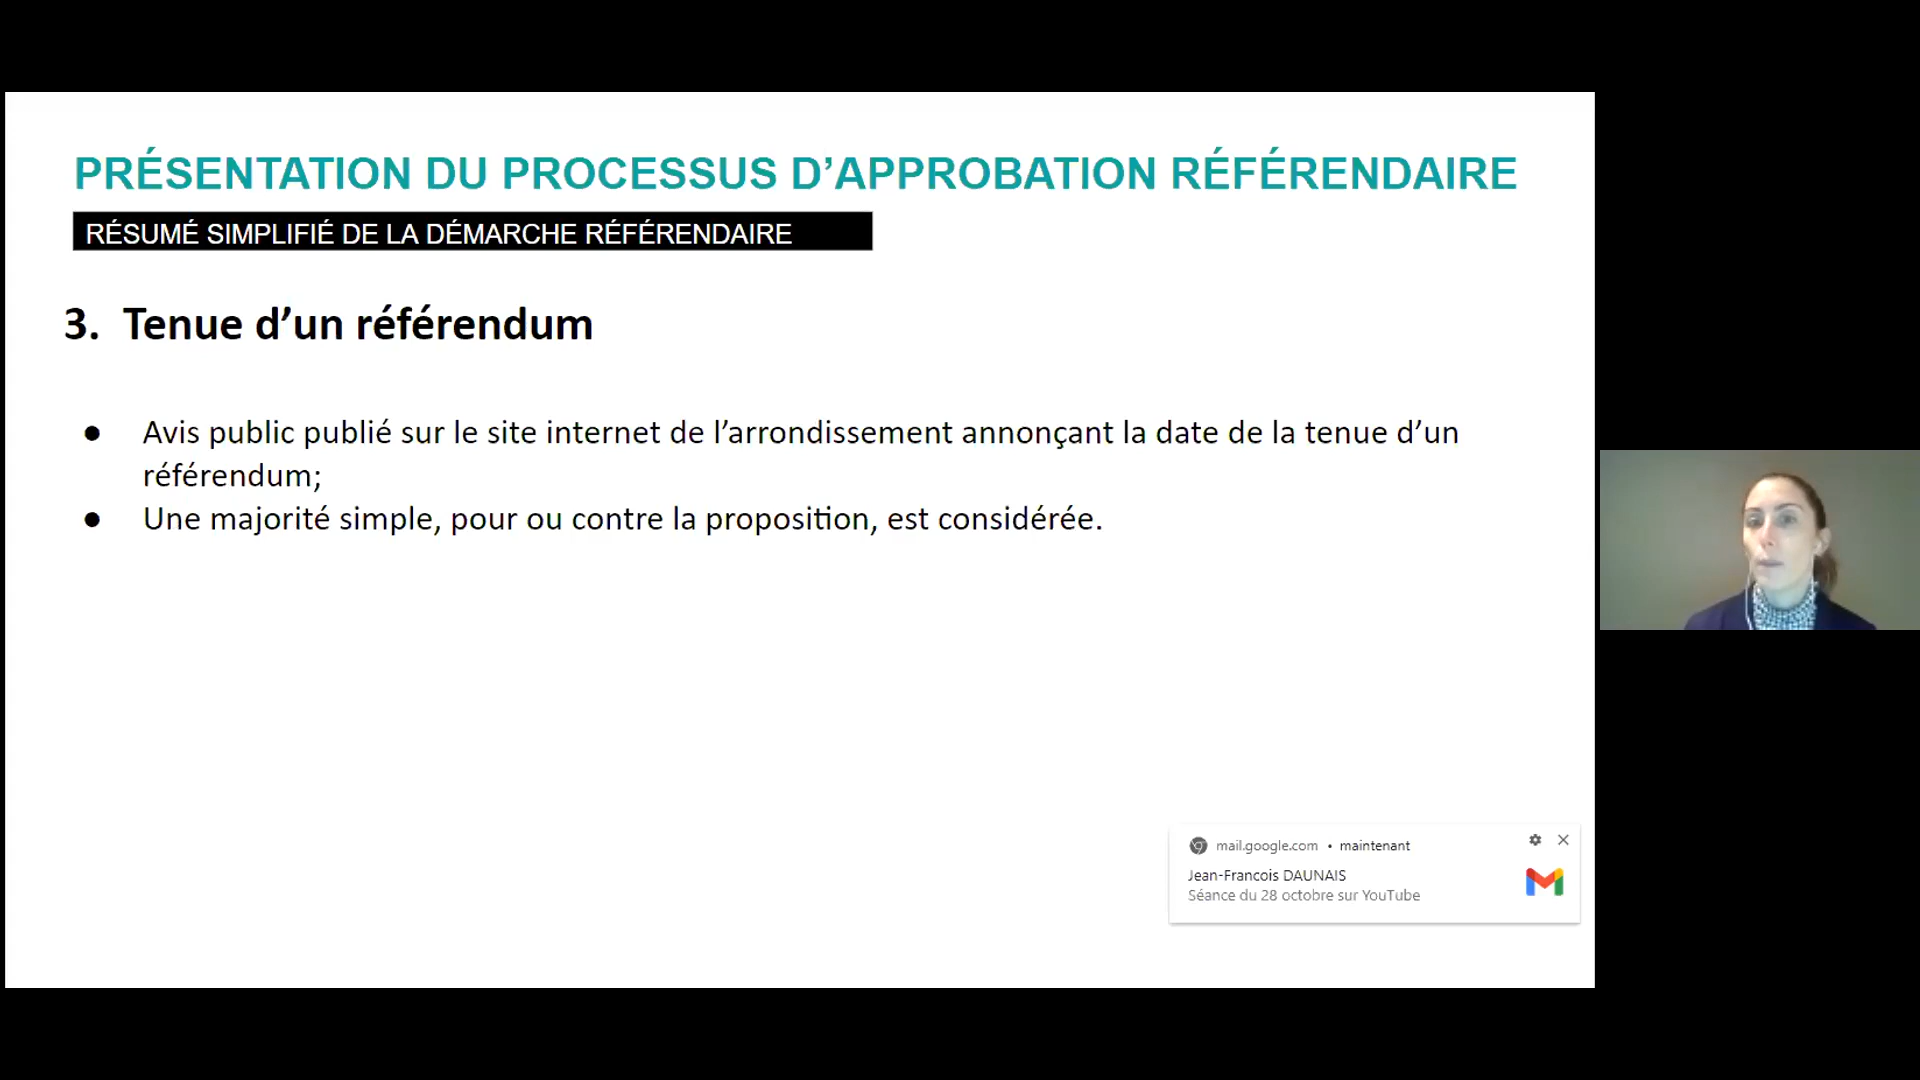 PRÉSENTATION DU PROCESSUS D’APPROBATION RÉFÉRENDAIRE
RÉSUMÉ SIMPLIFIÉ DE LA DÉMARCHE RÉFÉRENDAIRE
3. Tenue d’un référendum
● Avis public publié sur le site internet de l’arrondissement annonçant la date de la tenue d’un
référendum;
● Une majorité simple, pour ou contre la proposition, est considérée.
mail.google.com • maintenant
Jean-Francois DAUNAIS
Séance du 28 octobre sur YouTube